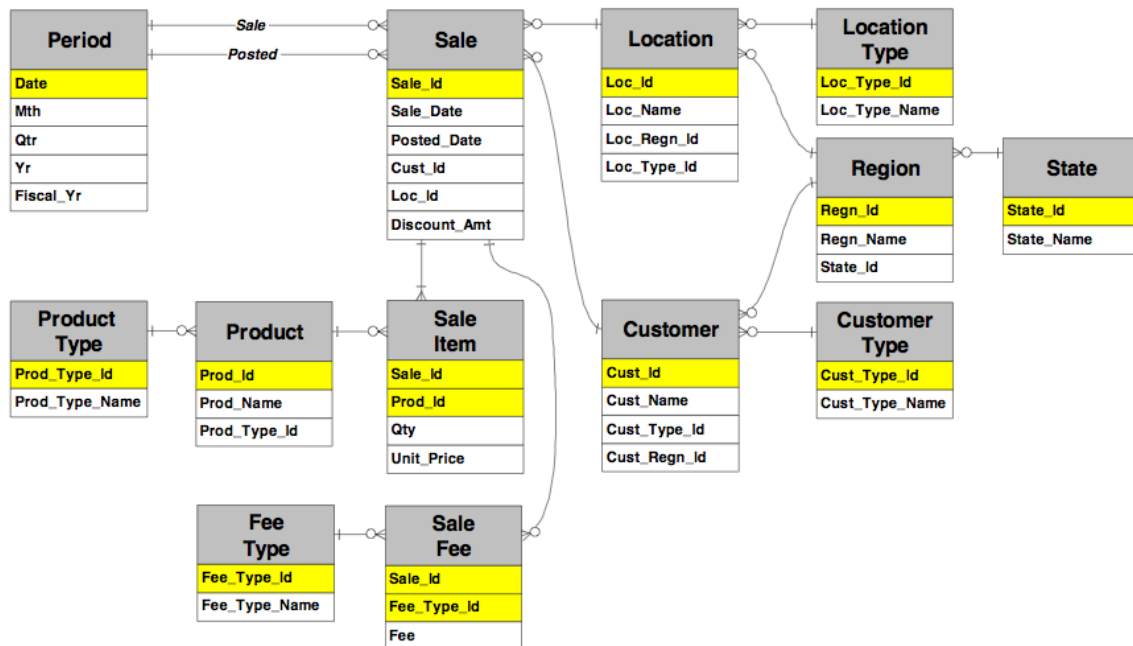 Period
Date
Mth
Qtr
Yr
Fiscal_Yr
Sale
Posted
Sale
Sale_Id
Sale_Date
Posted_Date
Cust_Id
Loc_Id
Discount_Amt
Location
Loc_Id
Loc_Name
Loc_Regn_Id
Loc_Type_Id
Location
Type
Loc_Type_Id
Loc_Type_Name
Region
Regn_Id
Regn_Name
State_Id
State
State_Id
State_Name
Product
Type
Prod_Type_Id
Prod_Type_Name
Product
Prod_Id
Prod_Name
Prod_Type_Id
Sale
Item
Sale_Id
Prod_Id
Qty
Unit_Price
Customer
Cust_Id
Cust_Name
Cust_Type_Id
Cust_Regn_Id
Customer
Type
Cust_Type_Id
Cust_Type_Name
Fee
Type
Fee_Type_Id
Fee_Type_Name
Sale
Fee
Sale_Id
Fee_Type_Id
Fee